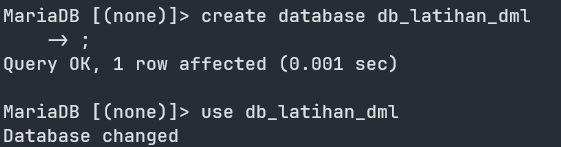 MariaDB [(none)]> create database db_latihan_dml
    → ;
Query OK, 1 row affected (0.001 sec)

MariaDB [(none)]> use db_latihan_dml
Database changed